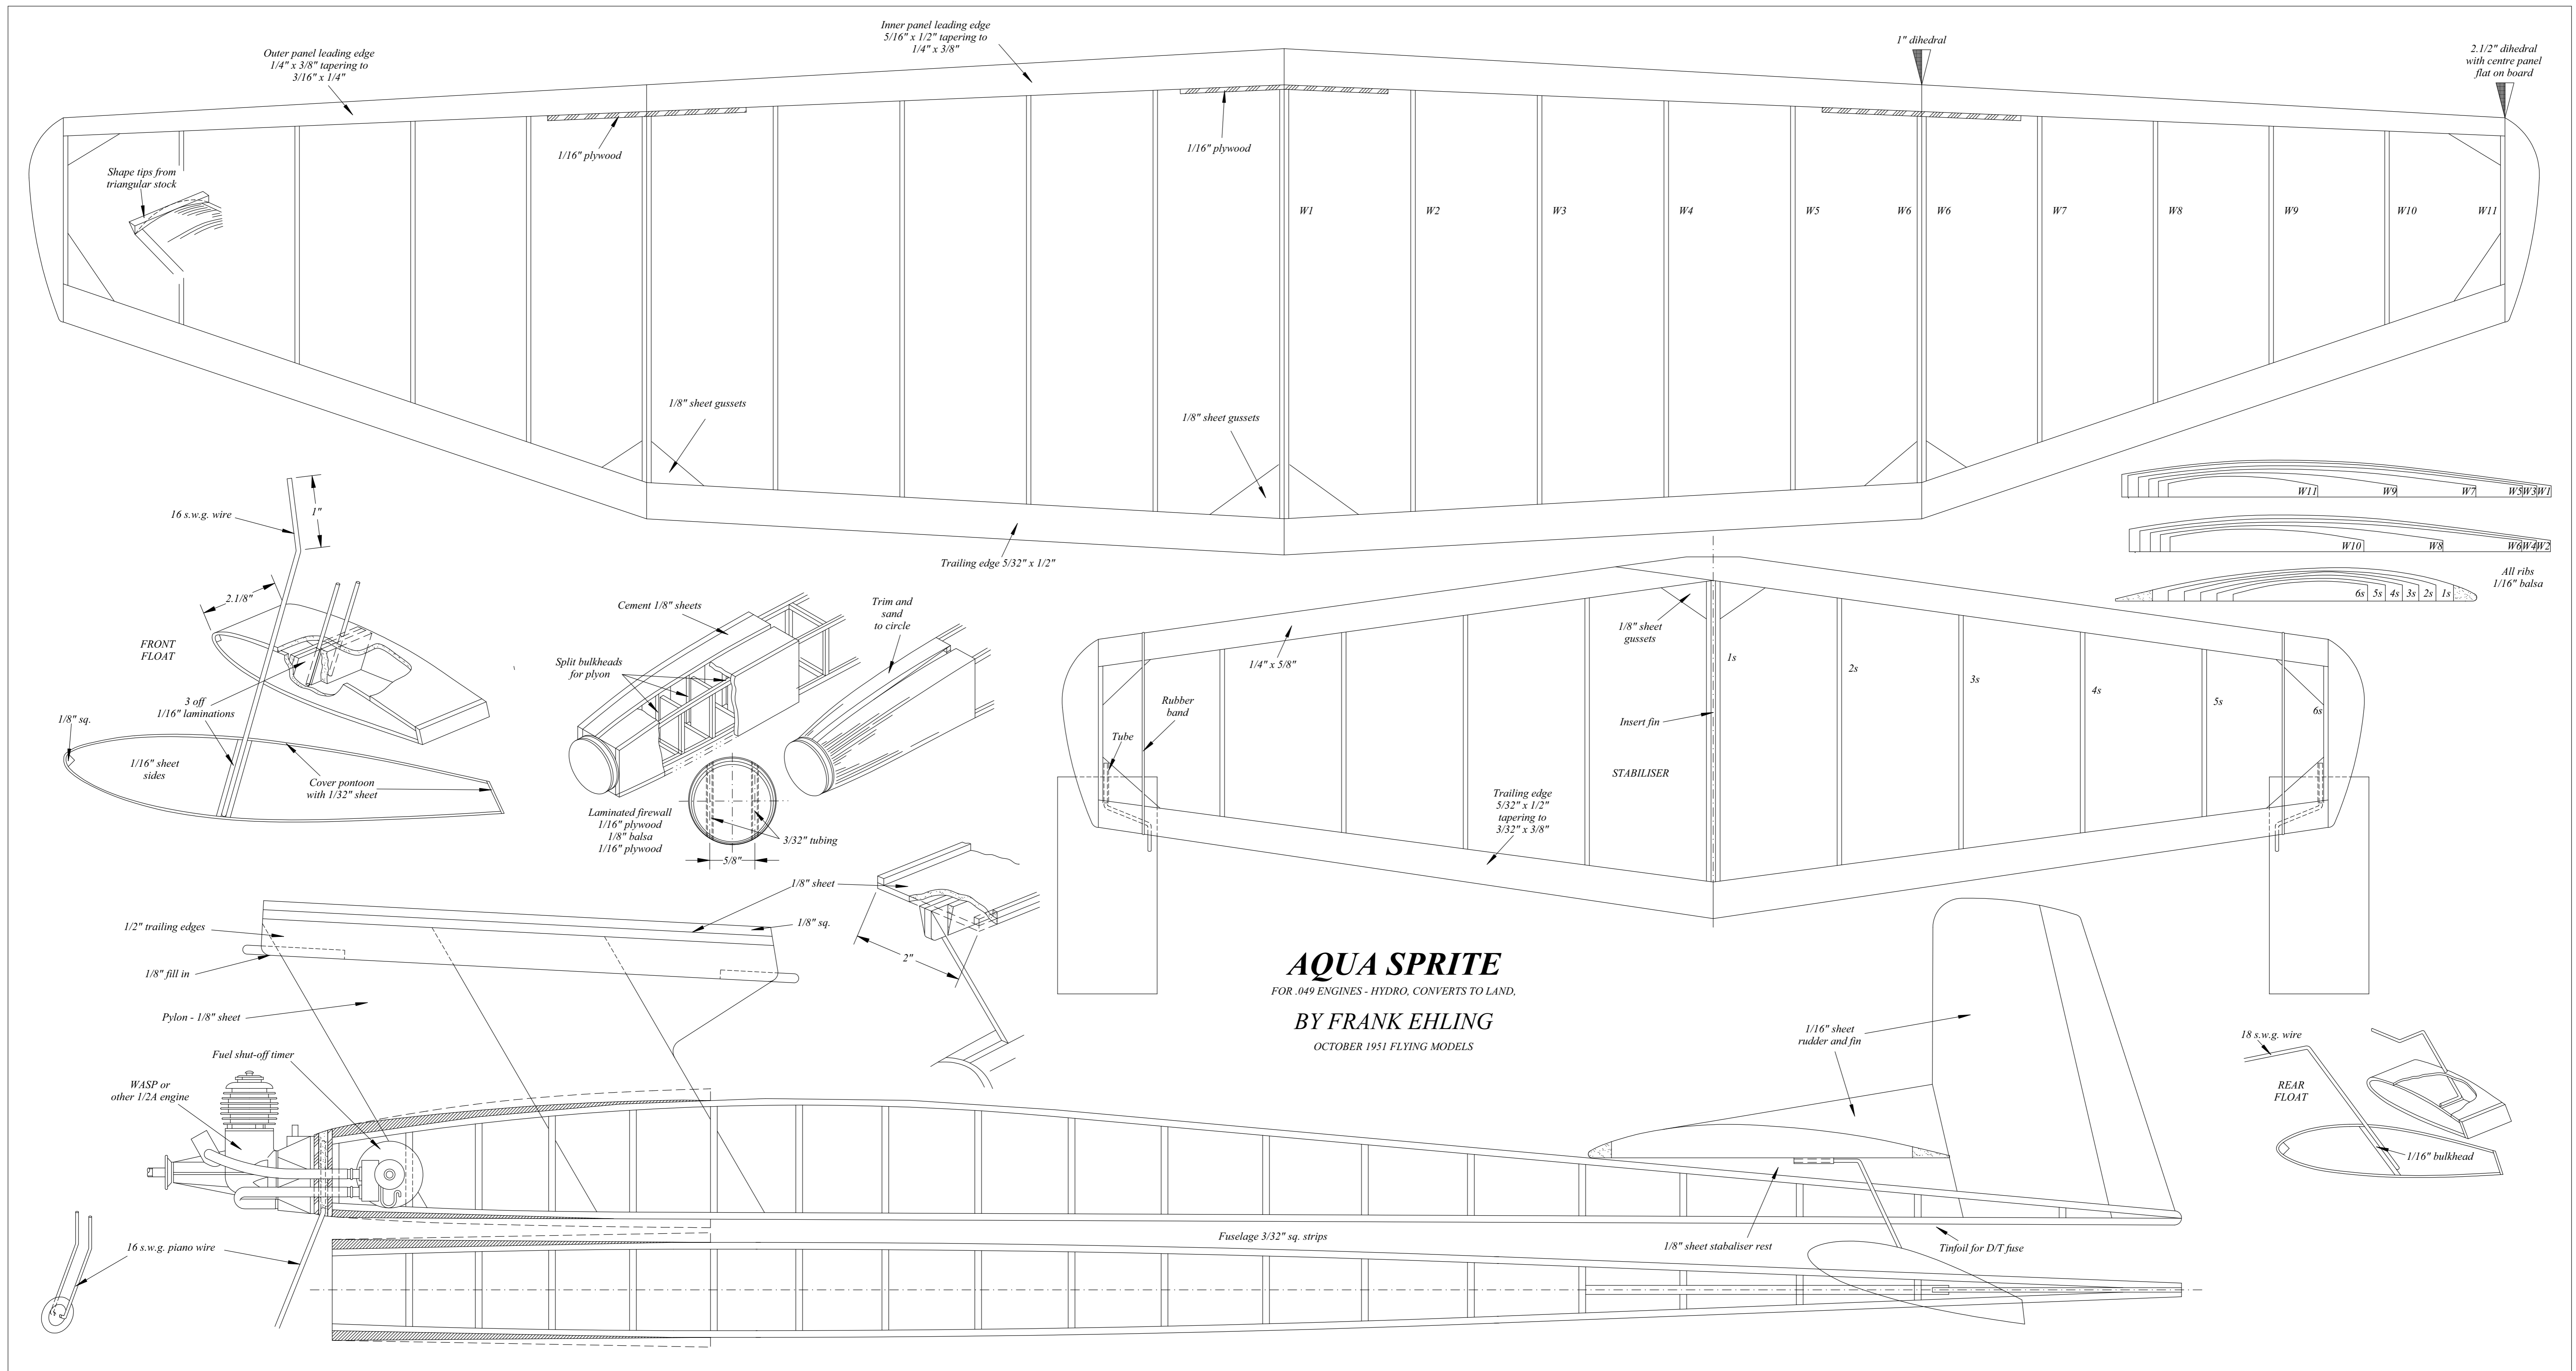 Outer panel leading edge
1/4" x 3/8" tapering to
3/16" x 1/4"
Inner panel leading edge
5/16" x 1/2" tapering to
1/4" x 3/8"
1" dihedral
2.1/2" dihedral
with centre panel
flat on board
1/16" plywood
1/16" plywood
Shape tips from
triangular stock
W1
W2
W3
W4
W5
W6
W6
W7
W8
W9
W10
W11
1/8" sheet gussets
1/8" sheet gussets
Trailing edge 5/32" x 1/2"
W11
W9
W7
W5
W3
W1
W10
W8
W6
W4
W2
All ribs
1/16" balsa
6s
5s
4s
3s
2s
1s
16 s.w.g. wire
1"
2.1/8"
FRONT
FLOAT
3 off
1/16" laminations
1/8" sq.
1/16" sheet
sides
Cover pontoon
with 1/32" sheet
Cement 1/8" sheets
Trim and
sand
to circle
Split bulkheads
for plyon
Laminated firewall
1/16" plywood
1/8" balsa
1/16" plywood
3/32" tubing
5/8"
1/8" sheet
gussets
1/4" x 5/8"
1s
2s
3s
4s
5s
6s
Rubber
band
Tube
Insert fin
STABILISER
Trailing edge
5/32" x 1/2"
tapering to
3/32" x 3/8"
1/8" sheet
1/8" sq.
1/2" trailing edges
1/8" fill in
2"
Pylon - 1/8" sheet
Fuel shut-off timer
WASP or
other 1/2A engine
AQUA SPRITE
FOR .049 ENGINES - HYDRO, CONVERTS TO LAND,
BY FRANK EHLING
OCTOBER 1951 FLYING MODELS
1/16" sheet
rudder and fin
18 s.w.g. wire
REAR
FLOAT
1/16" bulkhead
16 s.w.g. piano wire
Fuselage 3/32" sq. strips
1/8" sheet stabaliser rest
Tinfoil for D/T fuse